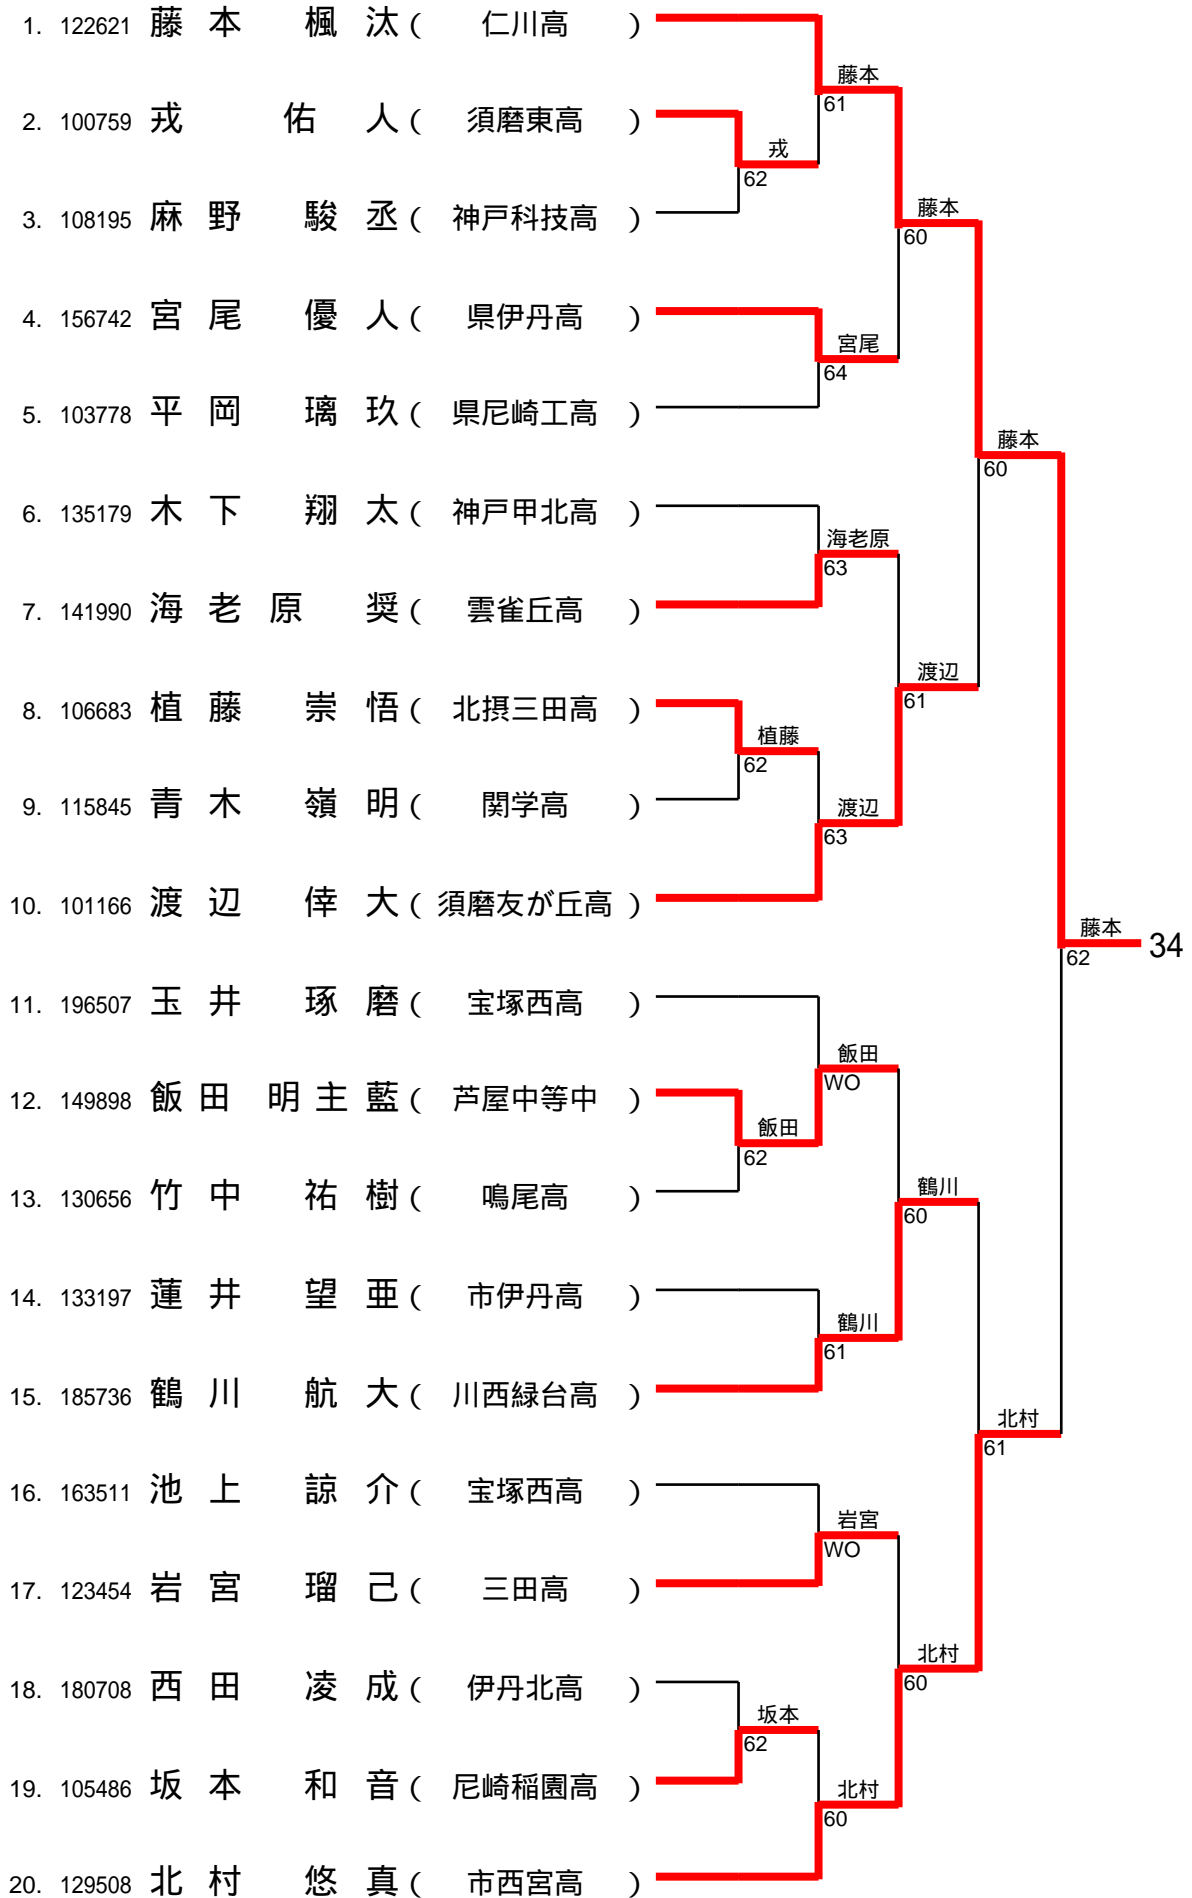 1. 122621 藤本 楓汰 ( 仁川高 )
藤本
61
2. 100759 戎 佑人 ( 須磨東高 )
戎
62
3. 108195 麻野 駿丞 ( 神戸科技高 )
藤本
60
4. 156742 宮尾 優人 ( 県伊丹高 )
宮尾
64
5. 103778 平岡 璃玖 ( 県尼崎工高 )
藤本
60
6. 135179 木下 翔太 ( 神戸甲北高 )
海老原
63
7. 141990 海老原 奨 ( 雲雀丘高 )
渡辺
61
8. 106683 植藤 崇悟 ( 北摂三田高 )
植藤
62
9. 115845 青木 嶺明 ( 関学高 )
渡辺
63
10. 101166 渡辺 倖大 ( 須磨友が丘高 )
藤本
62
34
11. 196507 玉井 琢磨 ( 宝塚西高 )
飯田
WO
12. 149898 飯田 明主藍 ( 芦屋中等中 )
飯田
62
13. 130656 竹中 祐樹 ( 鳴尾高 )
鶴川
60
14. 133197 蓮井 望亜 ( 市伊丹高 )
鶴川
61
15. 185736 鶴川 航大 ( 川西緑台高 )
北村
61
16. 163511 池上 諒介 ( 宝塚西高 )
岩宮
WO
17. 123454 岩宮 瑠己 ( 三田高 )
北村
60
18. 180708 西田 凌成 ( 伊丹北高 )
坂本
62
19. 105486 坂本 和音 ( 尼崎稲園高 )
北村
60
20. 129508 北村 悠真 ( 市西宮高 )